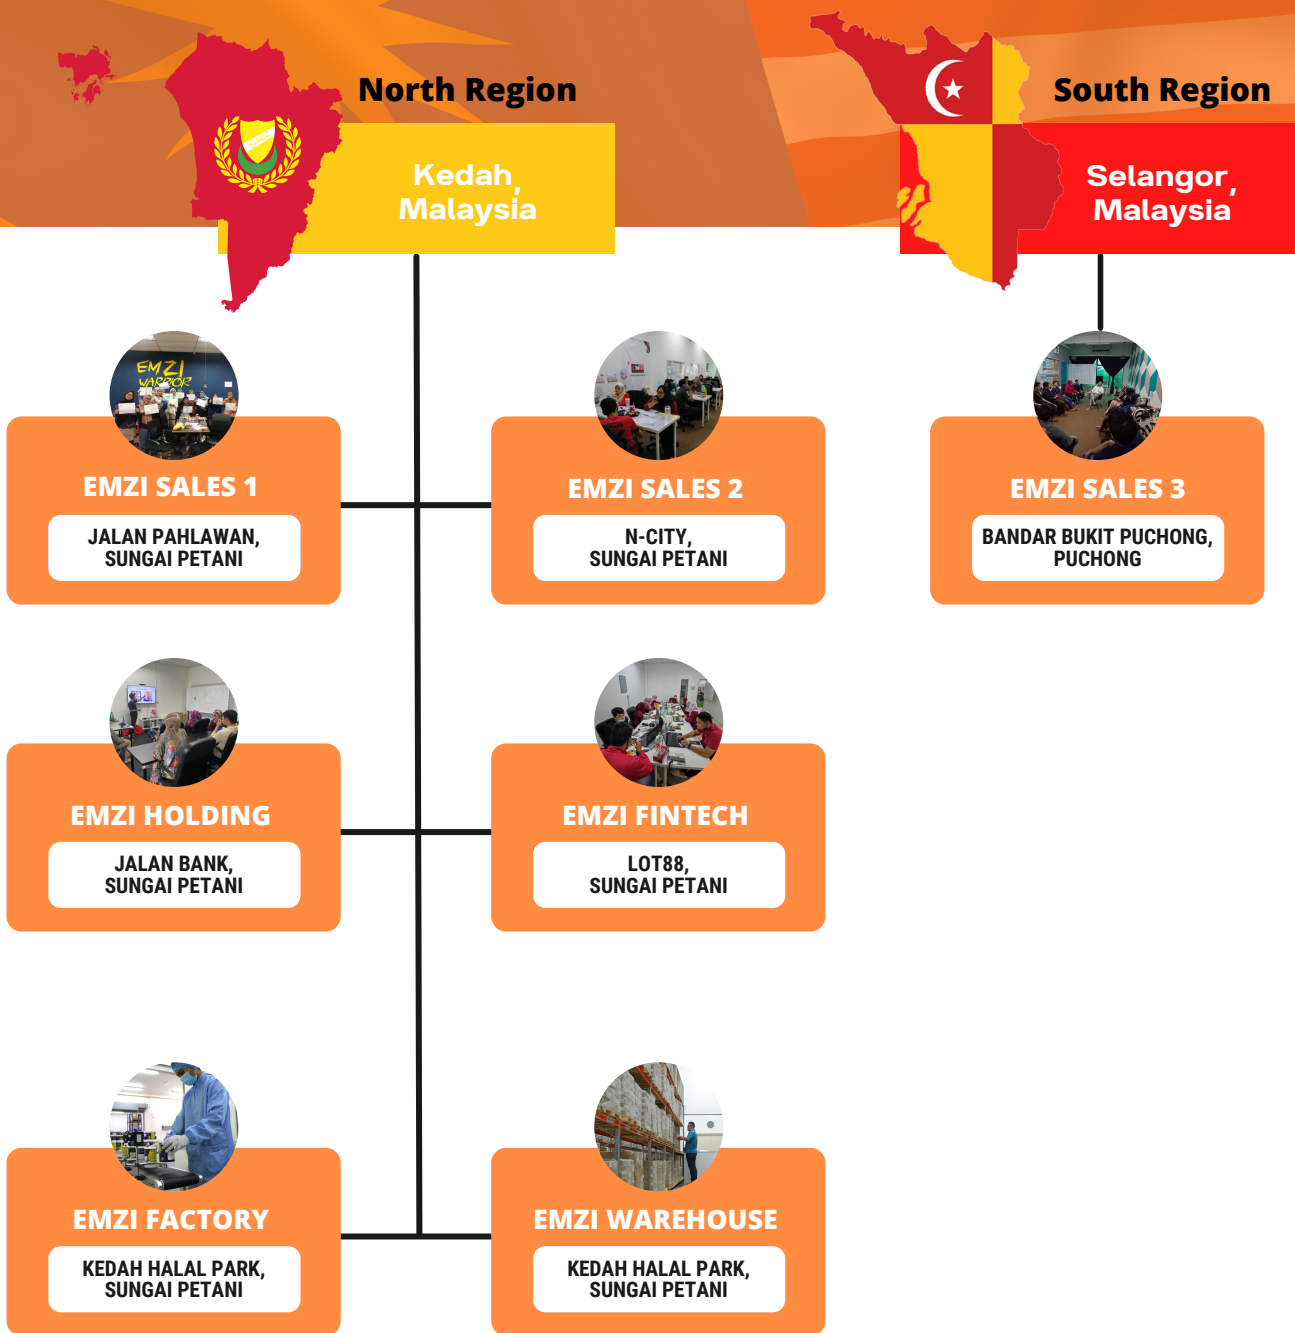 North Region
Kedah,
Malaysia
South Region
Selangor,
Malaysia
EMZI
WARRIOR
EMZI SALES 1
JALAN PAHLAWAN,
SUNGAI PETANI
EMZI SALES 2
N-CITY,
SUNGAI PETANI
EMZI SALES 3
BANDAR BUKIT PUCHONG,
PUCHONG
EMZI HOLDING
JALAN BANK,
SUNGAI PETANI
EMZI FINTECH
LOT88,
SUNGAI PETANI
EMZI FACTORY
KEDAH HALAL PARK,
SUNGAI PETANI
EMZI WAREHOUSE
KEDAH HALAL PARK,
SUNGAI PETANI